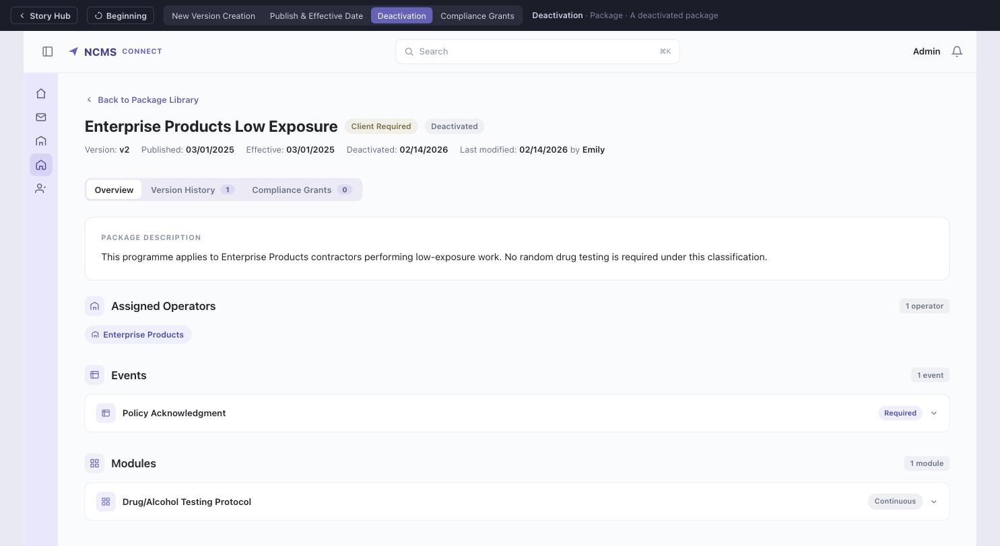 Story Hub Beginning New Version Creation Publish & Effective Date Deactivation Compliance Grants Deactivation · Package · A deactivated package
NCMS CONNECT Search ⌘K Admin
Back to Package Library
Enterprise Products Low Exposure Client Required Deactivated
Version: v2 Published: 03/01/2025 Effective: 03/01/2025 Deactivated: 02/14/2026 Last modified: 02/14/2026 by Emily
Overview Version History 1 Compliance Grants 0
PACKAGE DESCRIPTION
This programme applies to Enterprise Products contractors performing low-exposure work. No random drug testing is required under this classification.
Assigned Operators 1 operator
Enterprise Products
Events 1 event
Policy Acknowledgment Required
Modules 1 module
Drug/Alcohol Testing Protocol Continuous